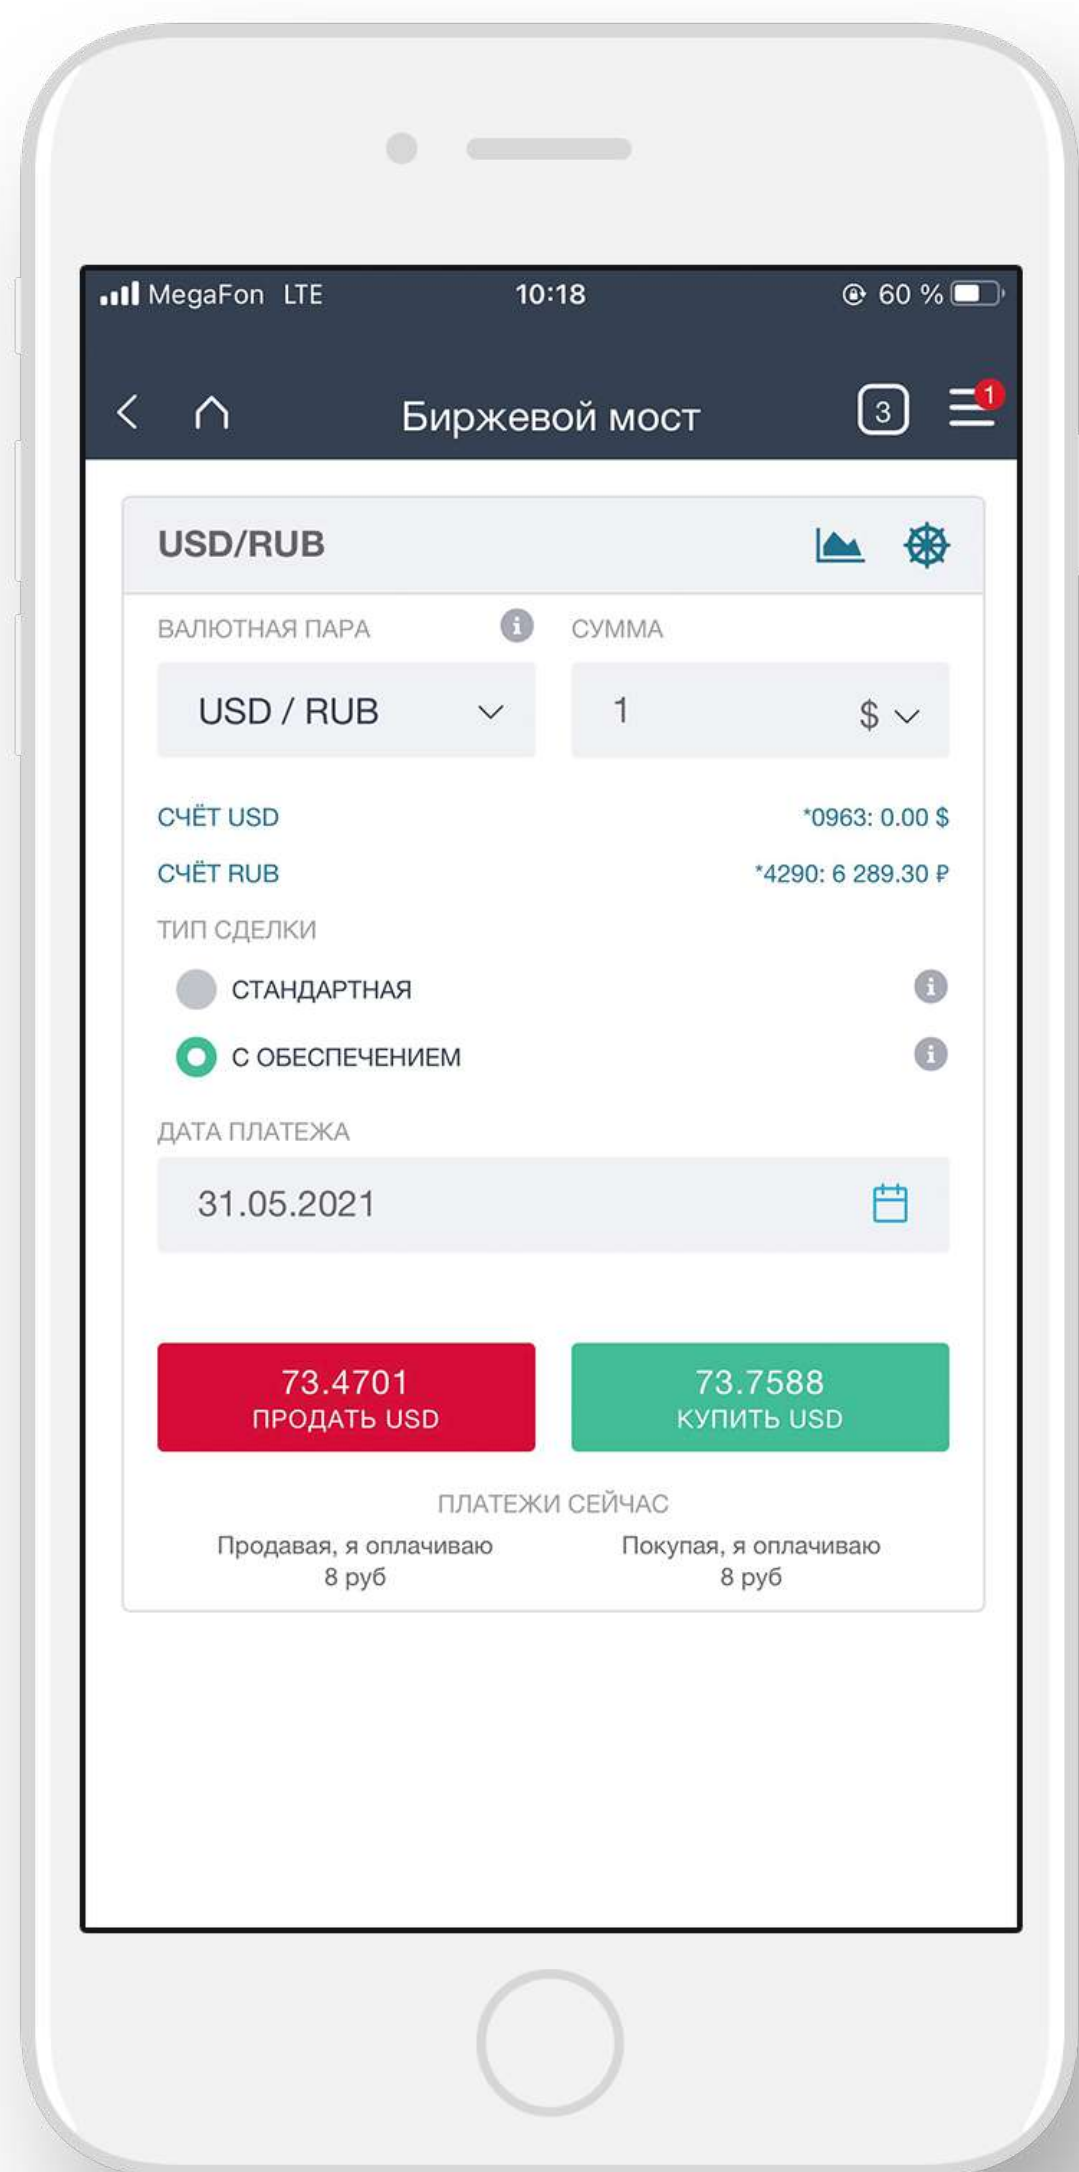 MegaFon LTE 10:18 60 %
Биржевой мост 3 1
USD/RUB
ВАЛЮТНАЯ ПАРА СУММА
USD / RUB 1 $
СЧЁТ USD *0963: 0.00 $
СЧЁТ RUB *4290: 6 289.30 ₽
ТИП СДЕЛКИ
СТАНДАРТНАЯ
С ОБЕСПЕЧЕНИЕМ
ДАТА ПЛАТЕЖА
31.05.2021
73.4701 73.7588
ПРОДАТЬ USD КУПИТЬ USD
ПЛАТЕЖИ СЕЙЧАС
Продавая, я оплачиваю Покупая, я оплачиваю
8 руб 8 руб